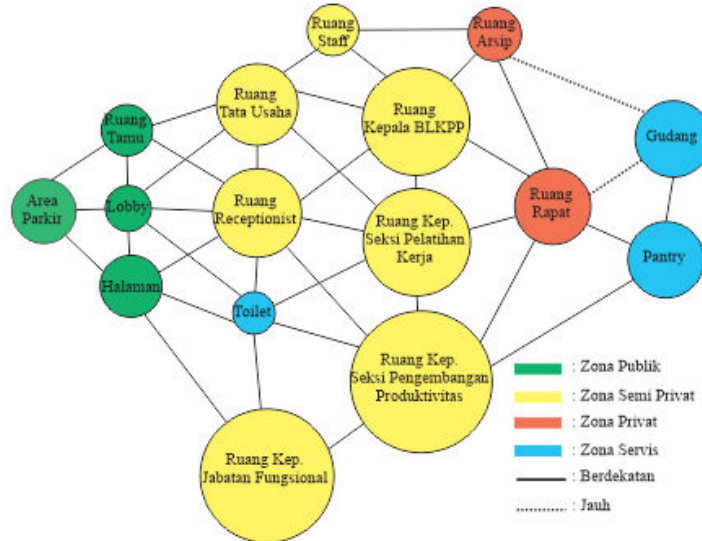 Ruang
Staff
Ruang
Arsip
Ruang
Tata Usaha
Ruang
Kepala BLKPP
Ruang
Tamu
Gudang
Area
Parkir
Lobby
Ruang
Receptionist
Ruang
Rapat
Ruang Kep.
Seksi Pelatihan
Kerja
Pantry
Halaman
Toilet
Ruang Kep.
Seksi Pengembangan
Produktivitas
Ruang Kep.
Jabatan Fungsional
: Zona Publik
: Zona Semi Privat
: Zona Privat
: Zona Servis
: Berdekatan
: Jauh